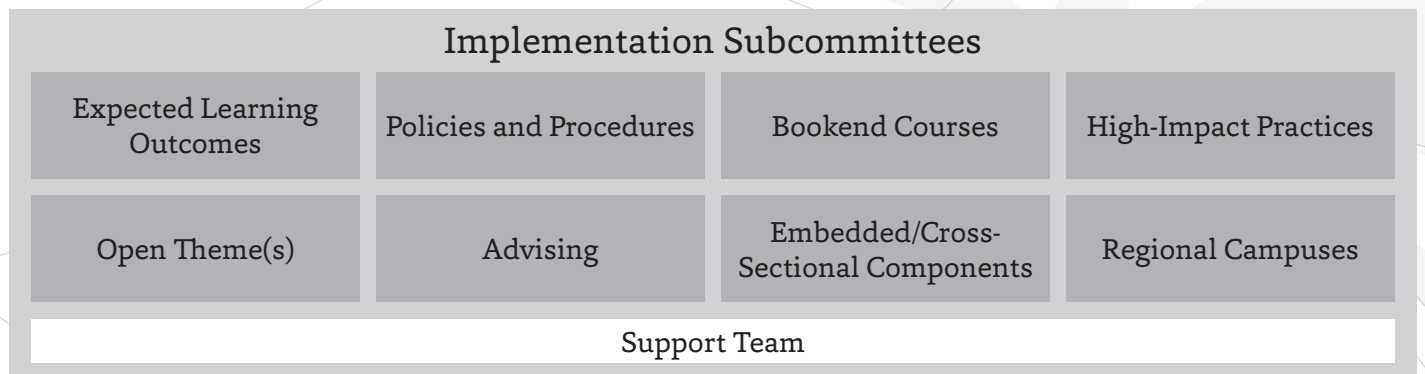 Implementation Subcommittees
Expected Learning
Outcomes
Policies and Procedures
Bookend Courses
High-Impact Practices
Open Theme(s)
Advising
Embedded/Cross-
Sectional Components
Regional Campuses
Support Team